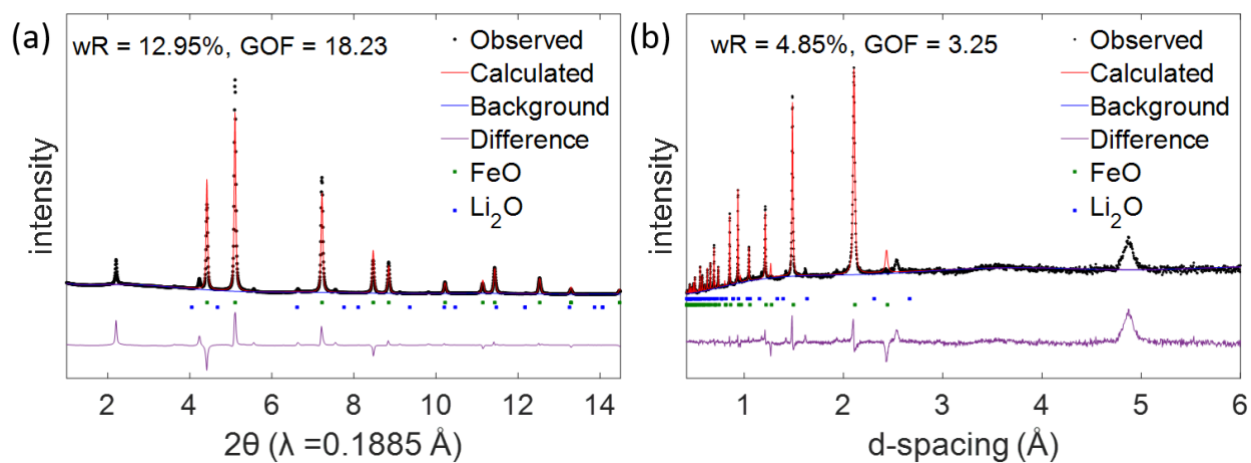 (a)
wR = 12.95%, GOF = 18.23
Observed
Calculated
Background
Difference
FeO
Li₂O
intensity
2 4 6 8 10 12 14
2θ (λ =0.1885 Å)
(b)
wR = 4.85%, GOF = 3.25
Observed
Calculated
Background
Difference
FeO
Li₂O
intensity
1 2 3 4 5 6
d-spacing (Å)